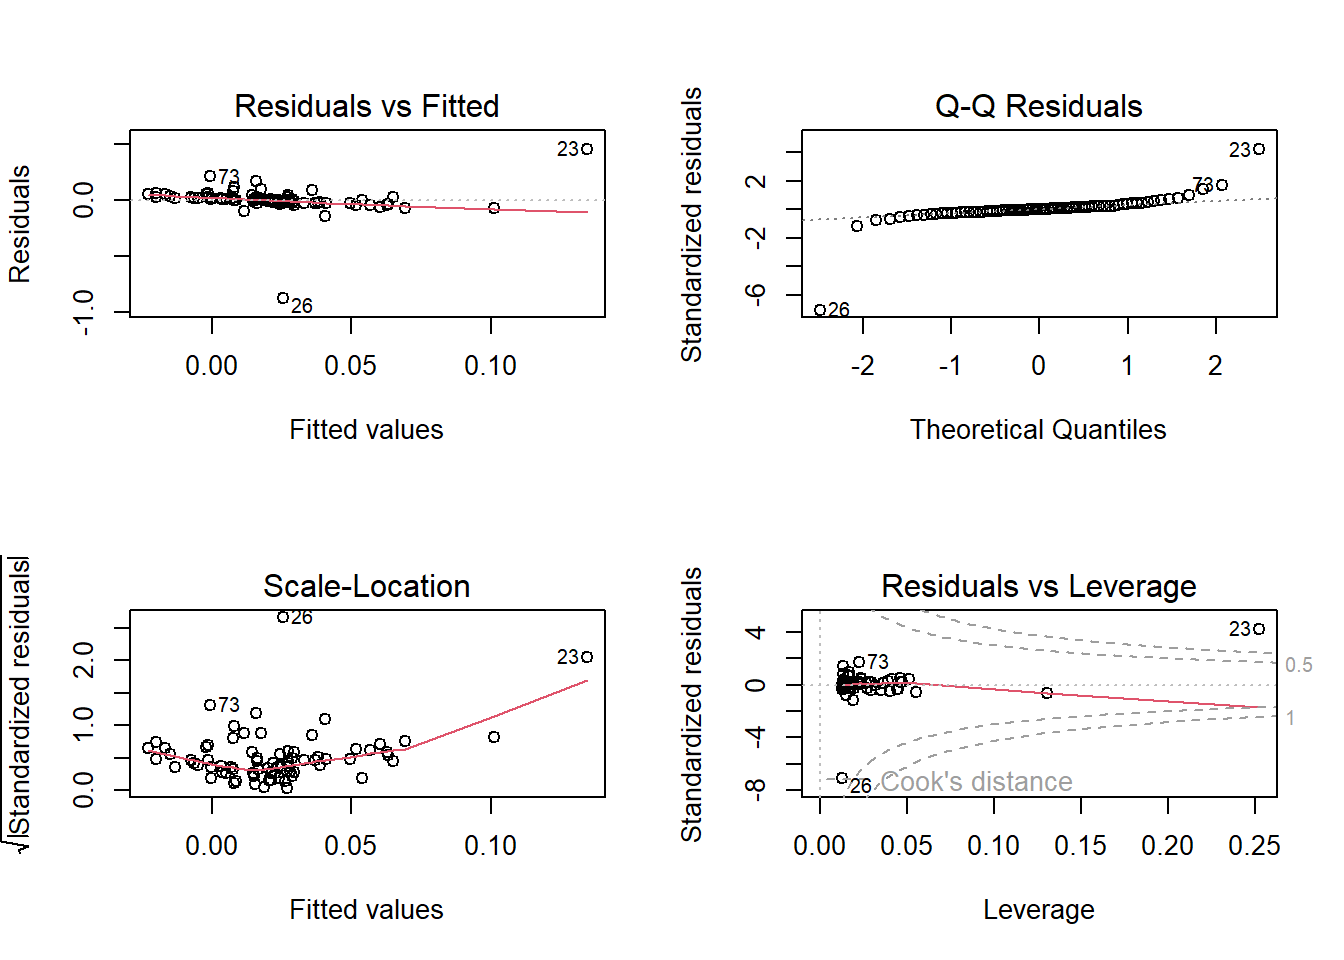 Residuals vs Fitted
Residuals
0.0
-1.0
23
73
26
0.00 0.05 0.10
Fitted values
Q-Q Residuals
Standardized residuals
2
-2
-6
23
73
26
-2 -1 0 1 2
Theoretical Quantiles
Scale-Location
√|Standardized residuals|
2.0
1.0
0.0
26
23
73
0.00 0.05 0.10
Fitted values
Residuals vs Leverage
Standardized residuals
4
0
-4
-8
23
73
26
Cook's distance
0.5
1
0.00 0.05 0.10 0.15 0.20 0.25
Leverage